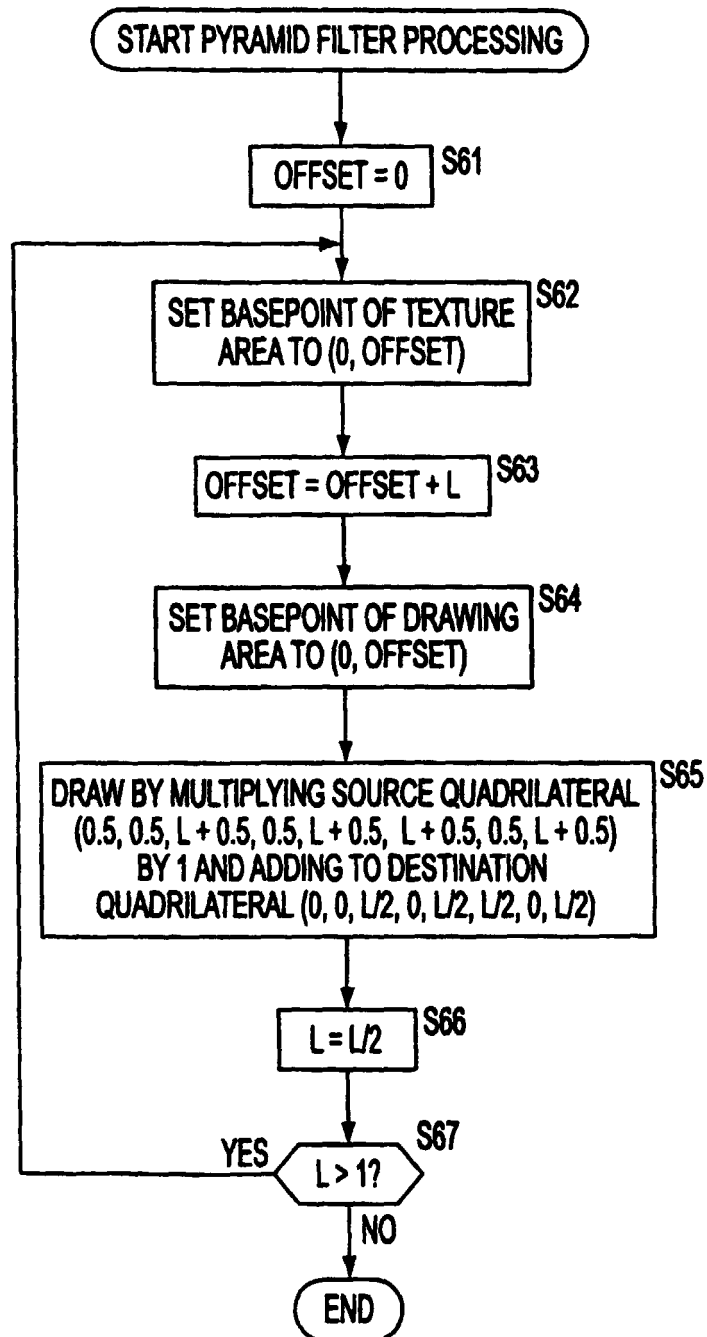 START PYRAMID FILTER PROCESSING
OFFSET = 0
S61
SET BASEPOINT OF TEXTURE
AREA TO (0, OFFSET)
S62
OFFSET = OFFSET + L
S63
SET BASEPOINT OF DRAWING
AREA TO (0, OFFSET)
S64
DRAW BY MULTIPLYING SOURCE QUADRILATERAL
(0.5, 0.5, L + 0.5, 0.5, L + 0.5, L + 0.5, 0.5, L + 0.5)
BY 1 AND ADDING TO DESTINATION
QUADRILATERAL (0, 0, L/2, 0, L/2, L/2, 0, L/2)
S65
L = L/2
S66
L > 1?
S67
YES
NO
END